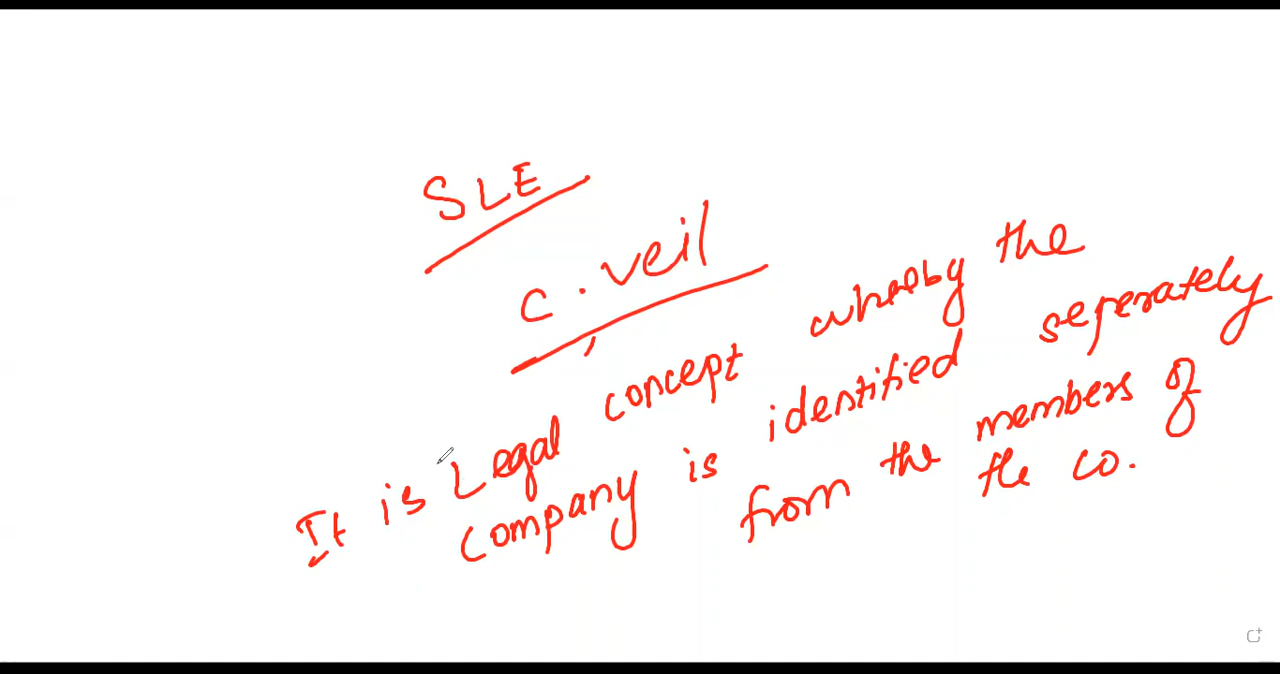 SLE
C. veil
It is Legal concept whereby the
company is identified seperately
from the members of
the co.